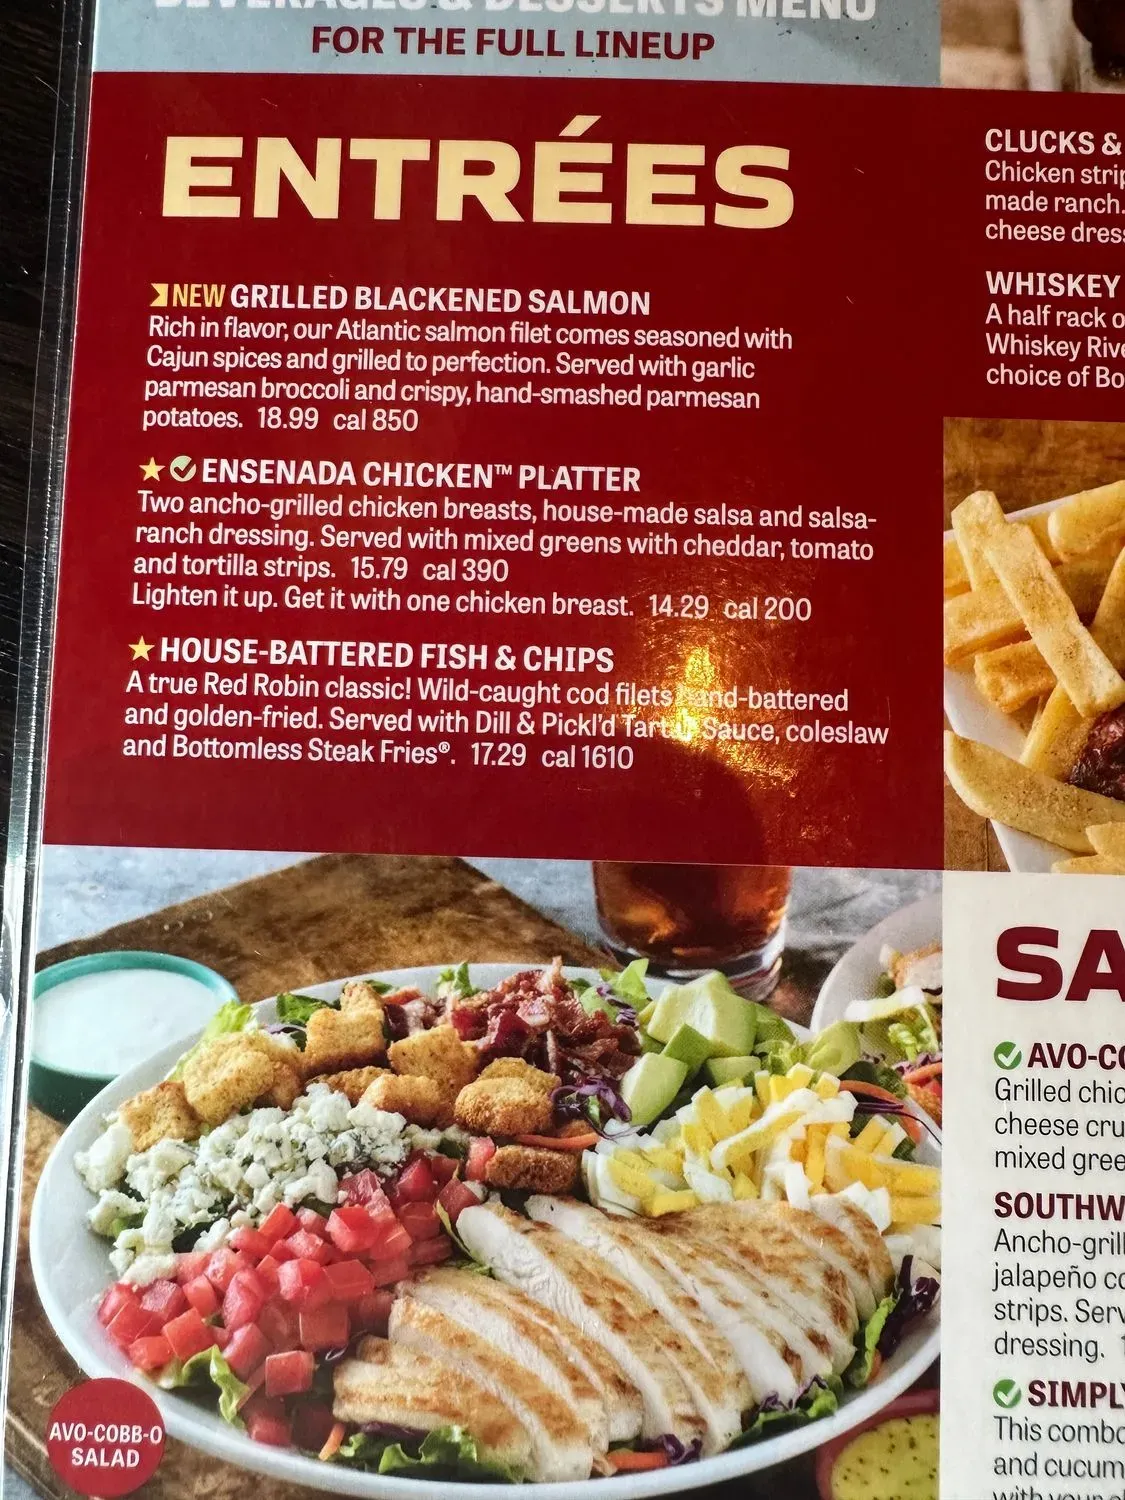 BEVERAGES & DESSERTS MENU
FOR THE FULL LINEUP
ENTRÉES
NEW GRILLED BLACKENED SALMON
Rich in flavor, our Atlantic salmon filet comes seasoned with
Cajun spices and grilled to perfection. Served with garlic
parmesan broccoli and crispy, hand-smashed parmesan
potatoes. 18.99 cal 850
ENSENADA CHICKEN™ PLATTER
Two ancho-grilled chicken breasts, house-made salsa and salsa-
ranch dressing. Served with mixed greens with cheddar, tomato
and tortilla strips. 15.79 cal 390
Lighten it up. Get it with one chicken breast. 14.29 cal 200
HOUSE-BATTERED FISH & CHIPS
A true Red Robin classic! Wild-caught cod filets hand-battered
and golden-fried. Served with Dill & Pickl'd Tartar Sauce, coleslaw
and Bottomless Steak Fries®. 17.29 cal 1610
AVO-COBB-O
SALAD
CLUCKS &
Chicken strip
made ranch.
cheese dress
WHISKEY
A half rack o
Whiskey Rive
choice of Bo
SA
AVO-CO
Grilled chic
cheese cru
mixed gree
SOUTHW
Ancho-grill
jalapeño co
strips. Serv
dressing.
SIMPLY
This combo
and cucum